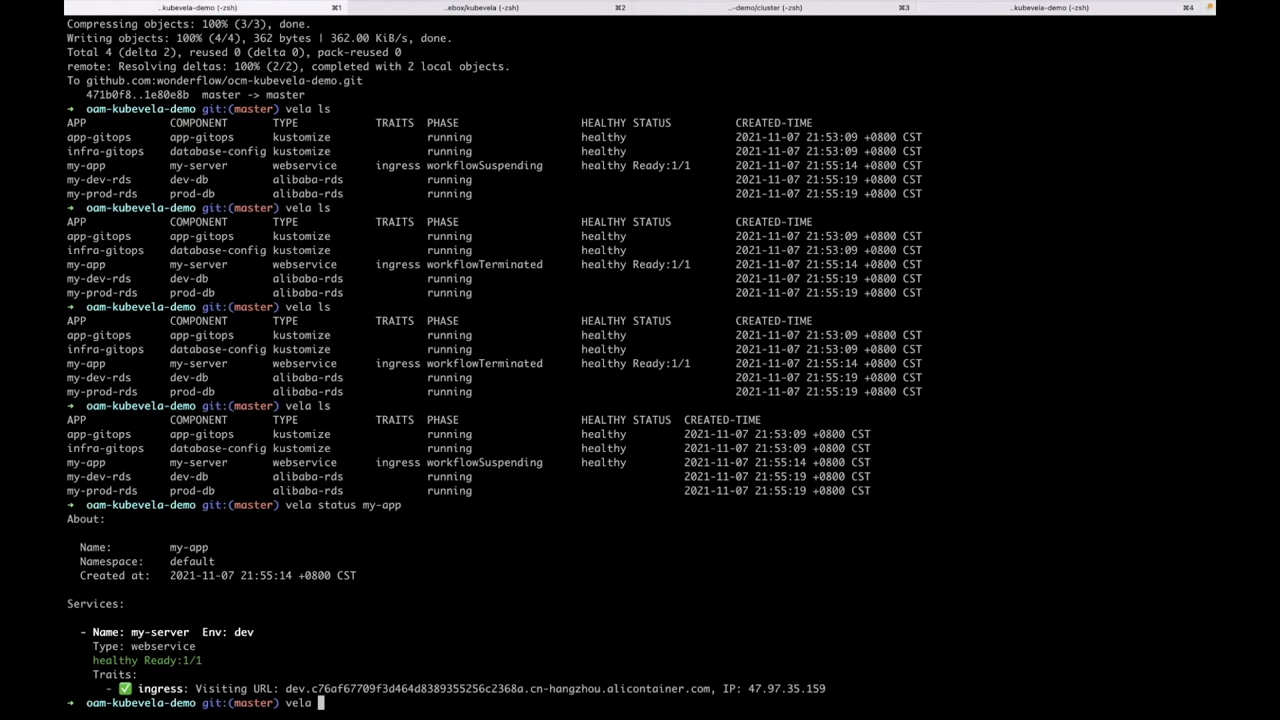 ..kubevela-demo (-zsh) ⌘1 ..ebox/kubevela (-zsh) ⌘2 ..-demo/cluster (-zsh) ⌘3 ..kubevela-demo (-zsh) ⌘4
Compressing objects: 100% (3/3), done.
Writing objects: 100% (4/4), 362 bytes | 362.00 KiB/s, done.
Total 4 (delta 2), reused 0 (delta 0), pack-reused 0
remote: Resolving deltas: 100% (2/2), completed with 2 local objects.
To github.com:wonderflow/ocm-kubevela-demo.git
471b0f8..1e80e8b master -> master
➜ oam-kubevela-demo git:(master) vela ls
APP COMPONENT TYPE TRAITS PHASE HEALTHY STATUS CREATED-TIME
app-gitops app-gitops kustomize running healthy 2021-11-07 21:53:09 +0800 CST
infra-gitops database-config kustomize running healthy 2021-11-07 21:53:09 +0800 CST
my-app my-server webservice ingress workflowSuspending healthy Ready:1/1 2021-11-07 21:55:14 +0800 CST
my-dev-rds dev-db alibaba-rds running 2021-11-07 21:55:19 +0800 CST
my-prod-rds prod-db alibaba-rds running 2021-11-07 21:55:19 +0800 CST
➜ oam-kubevela-demo git:(master) vela ls
APP COMPONENT TYPE TRAITS PHASE HEALTHY STATUS CREATED-TIME
app-gitops app-gitops kustomize running healthy 2021-11-07 21:53:09 +0800 CST
infra-gitops database-config kustomize running healthy 2021-11-07 21:53:09 +0800 CST
my-app my-server webservice ingress workflowTerminated healthy Ready:1/1 2021-11-07 21:55:14 +0800 CST
my-dev-rds dev-db alibaba-rds running 2021-11-07 21:55:19 +0800 CST
my-prod-rds prod-db alibaba-rds running 2021-11-07 21:55:19 +0800 CST
➜ oam-kubevela-demo git:(master) vela ls
APP COMPONENT TYPE TRAITS PHASE HEALTHY STATUS CREATED-TIME
app-gitops app-gitops kustomize running healthy 2021-11-07 21:53:09 +0800 CST
infra-gitops database-config kustomize running healthy 2021-11-07 21:53:09 +0800 CST
my-app my-server webservice ingress workflowTerminated healthy Ready:1/1 2021-11-07 21:55:14 +0800 CST
my-dev-rds dev-db alibaba-rds running 2021-11-07 21:55:19 +0800 CST
my-prod-rds prod-db alibaba-rds running 2021-11-07 21:55:19 +0800 CST
➜ oam-kubevela-demo git:(master) vela ls
APP COMPONENT TYPE TRAITS PHASE HEALTHY STATUS CREATED-TIME
app-gitops app-gitops kustomize running healthy 2021-11-07 21:53:09 +0800 CST
infra-gitops database-config kustomize running healthy 2021-11-07 21:53:09 +0800 CST
my-app my-server webservice ingress workflowSuspending healthy 2021-11-07 21:55:14 +0800 CST
my-dev-rds dev-db alibaba-rds running 2021-11-07 21:55:19 +0800 CST
my-prod-rds prod-db alibaba-rds running 2021-11-07 21:55:19 +0800 CST
➜ oam-kubevela-demo git:(master) vela status my-app
About:
Name: my-app
Namespace: default
Created at: 2021-11-07 21:55:14 +0800 CST
Services:
- Name: my-server Env: dev
Type: webservice
healthy Ready:1/1
Traits:
- ✅ ingress: Visiting URL: dev.c76af67709f3d464d8389355256c2368a.cn-hangzhou.alicontainer.com, IP: 47.97.35.159
➜ oam-kubevela-demo git:(master) vela